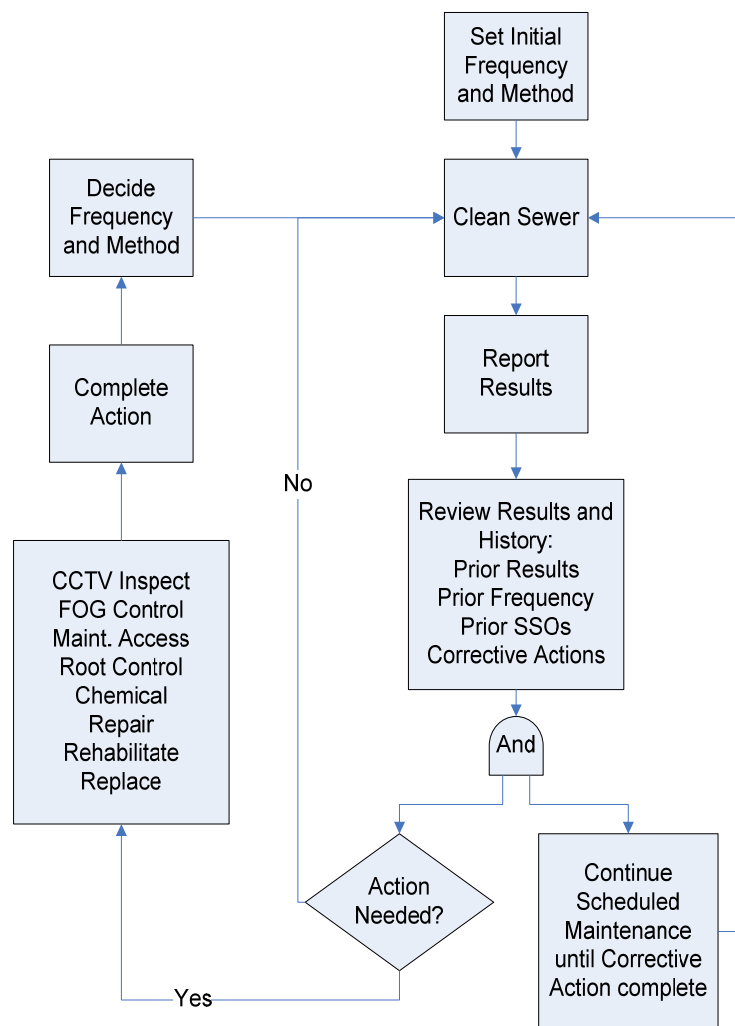 Set Initial
Frequency
and Method
Decide
Frequency
and Method
Clean Sewer
Report
Results
Complete
Action
No
Review Results and
History:
Prior Results
Prior Frequency
Prior SSOs
Corrective Actions
CCTV Inspect
FOG Control
Maint. Access
Root Control
Chemical
Repair
Rehabilitate
Replace
And
Action
Needed?
Continue
Scheduled
Maintenance
until Corrective
Action complete
Yes